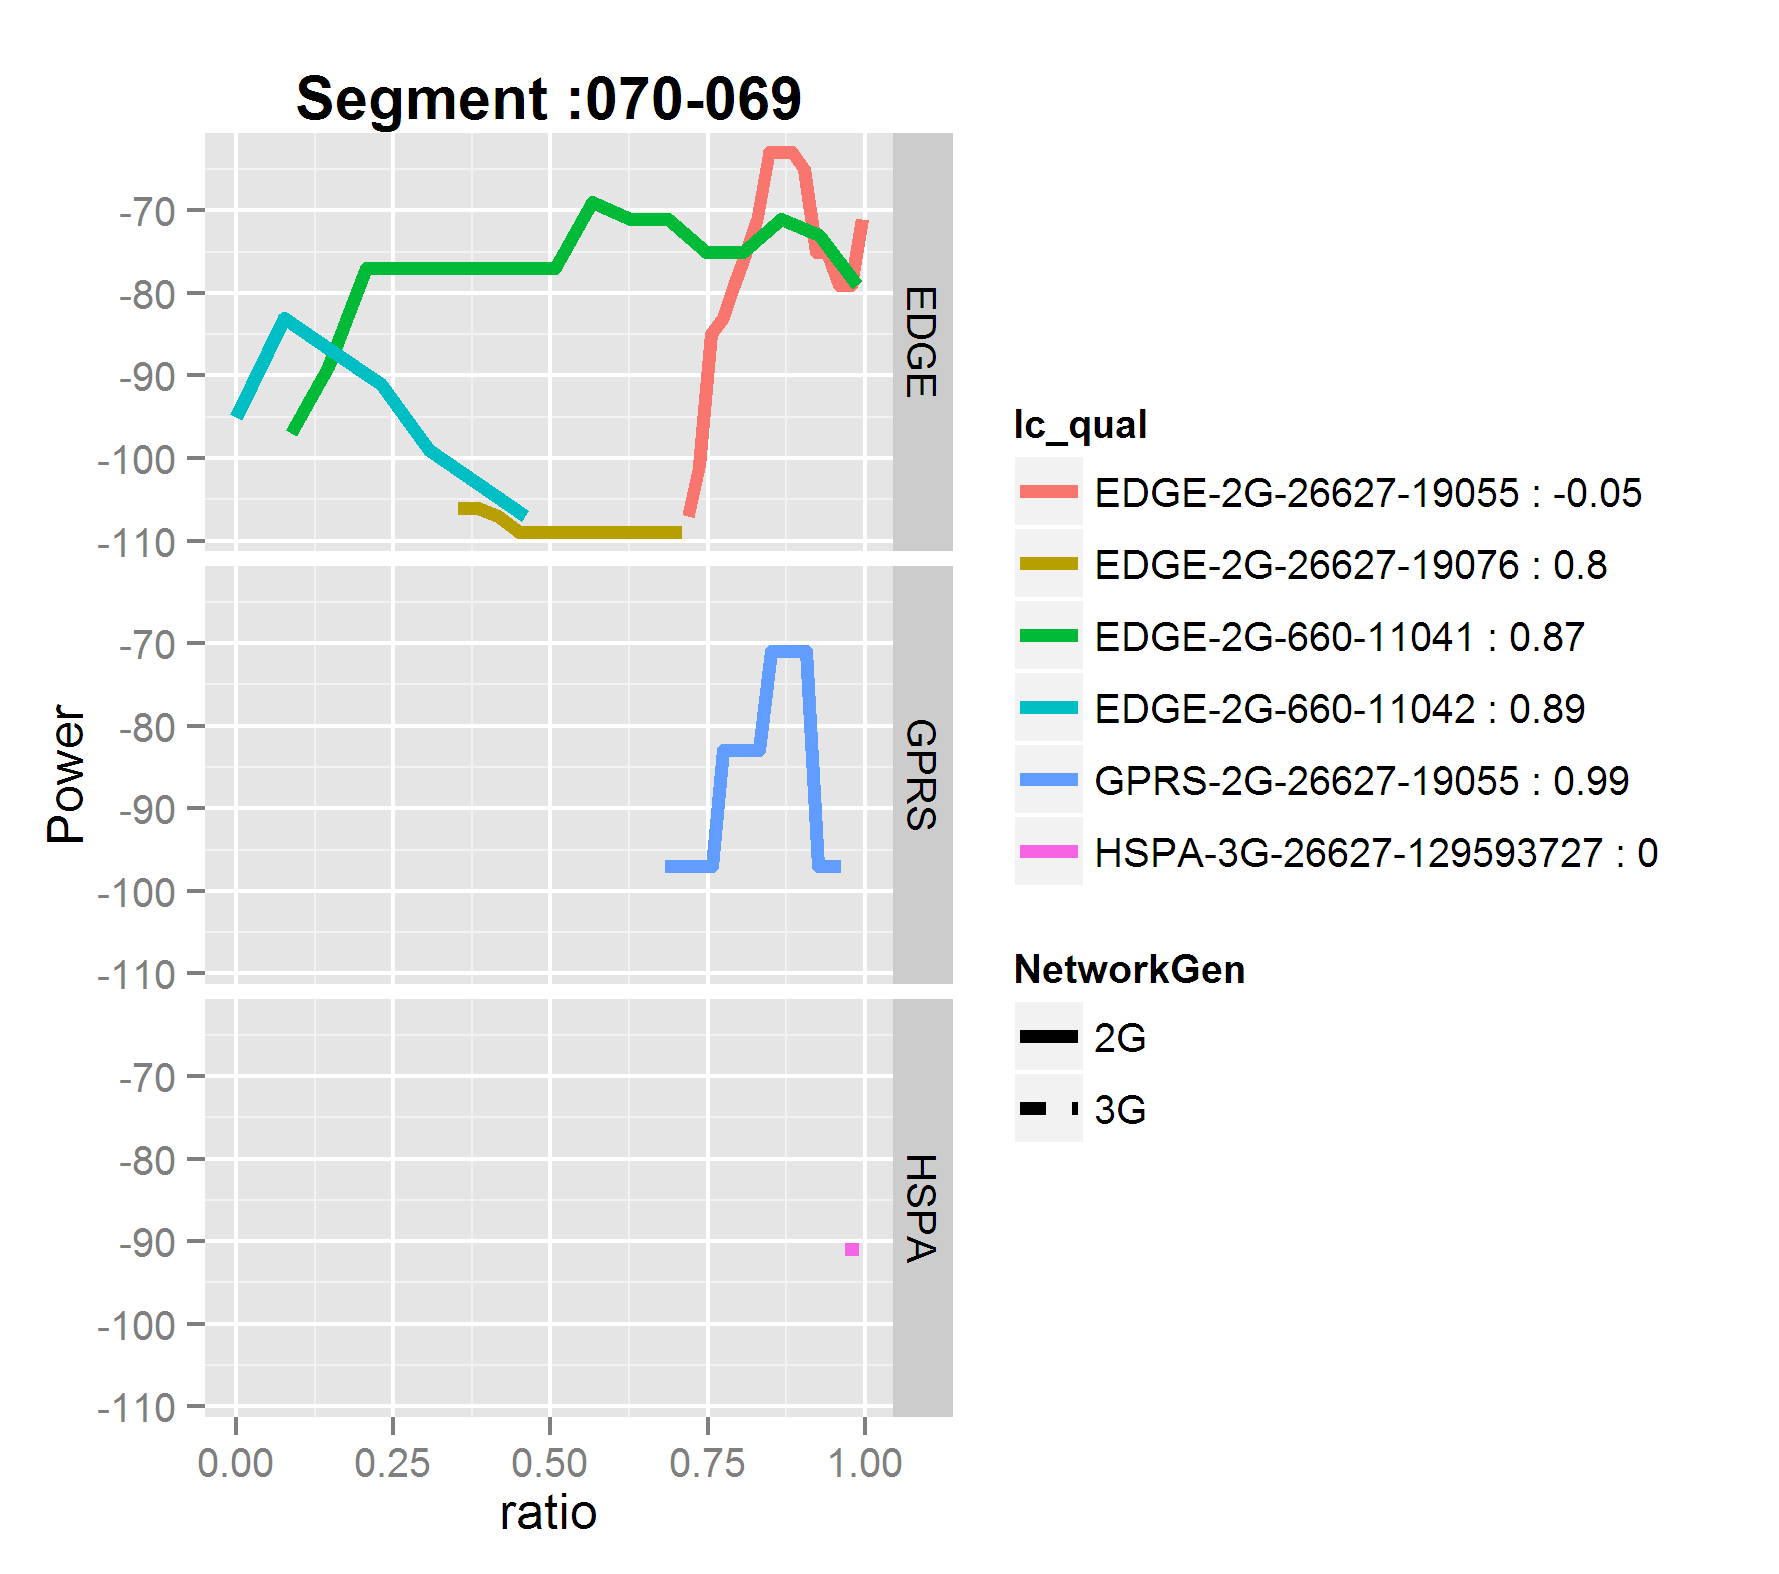 Segment :070-069
-70
-80
-90
-100
-110
EDGE
-70
-80
-90
-100
-110
GPRS
-70
-80
-90
-100
-110
HSPA
Power
0.00 0.25 0.50 0.75 1.00
ratio
lc_qual
EDGE-2G-26627-19055 : -0.05
EDGE-2G-26627-19076 : 0.8
EDGE-2G-660-11041 : 0.87
EDGE-2G-660-11042 : 0.89
GPRS-2G-26627-19055 : 0.99
HSPA-3G-26627-129593727 : 0
NetworkGen
2G
3G